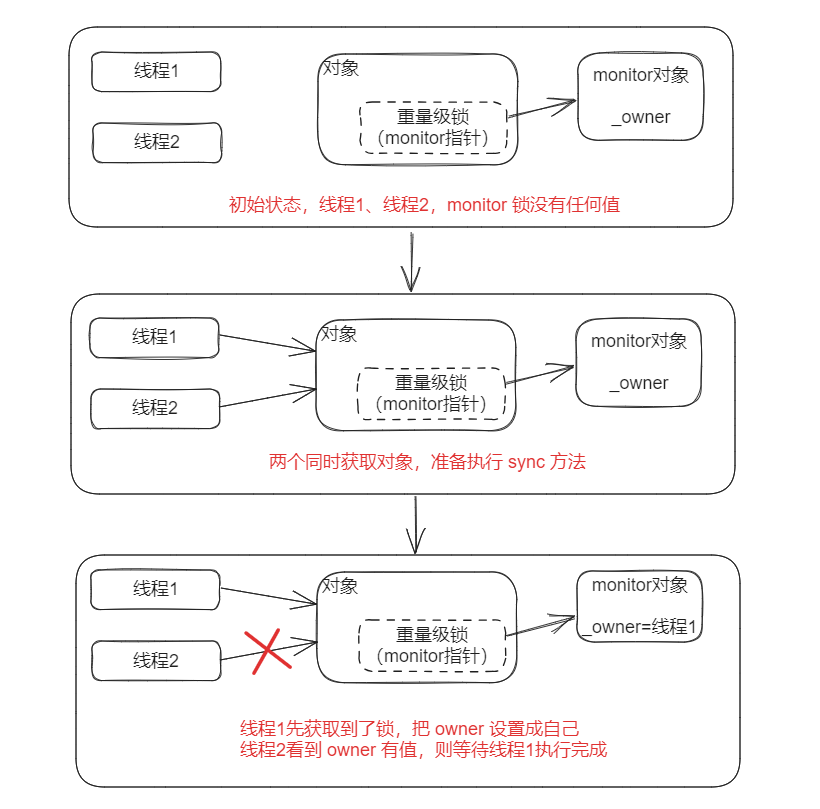 线程1
线程2
对象
重量级锁
（monitor指针）
monitor对象
_owner
初始状态，线程1、线程2，monitor 锁没有任何值
线程1
线程2
对象
重量级锁
（monitor指针）
monitor对象
_owner
两个同时获取对象，准备执行 sync 方法
线程1
线程2
对象
重量级锁
（monitor指针）
monitor对象
_owner=线程1
线程1先获取到了锁，把 owner 设置成自己
线程2看到 owner 有值，则等待线程1执行完成